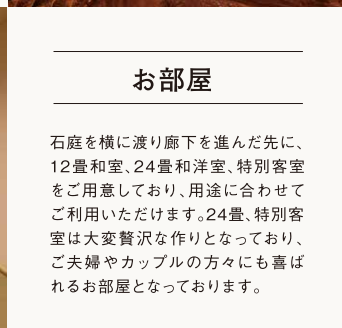 お部屋
石庭を横に渡り廊下を進んだ先に、
12畳和室、24畳和洋室、特別客室
をご用意しており、用途に合わせて
ご利用いただけます。24畳、特別客
室は大変贅沢な作りとなっており、
ご夫婦やカップルの方々にも喜ば
れるお部屋となっております。